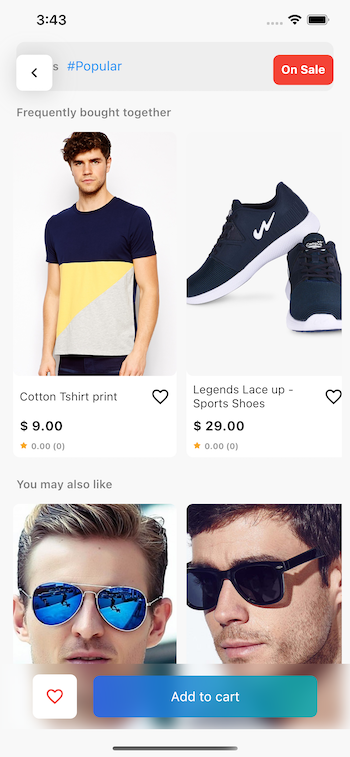 3:43
#Popular
On Sale
Frequently bought together
Cotton Tshirt print
$ 9.00
0.00 (0)
Legends Lace up -
Sports Shoes
$ 29.00
0.00 (0)
You may also like
Add to cart